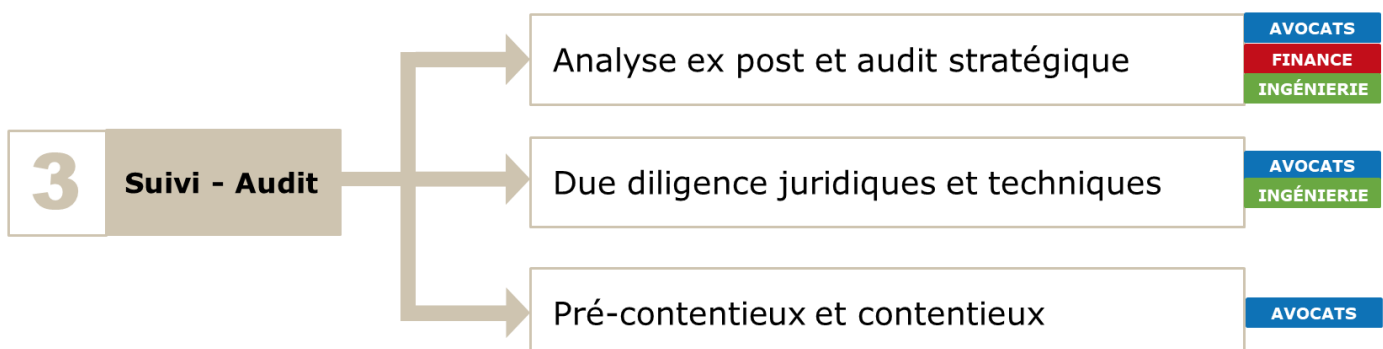 3
Suivi - Audit
Analyse ex post et audit stratégique
AVOCATS
FINANCE
INGÉNIERIE
Due diligence juridiques et techniques
AVOCATS
INGÉNIERIE
Pré-contentieux et contentieux
AVOCATS